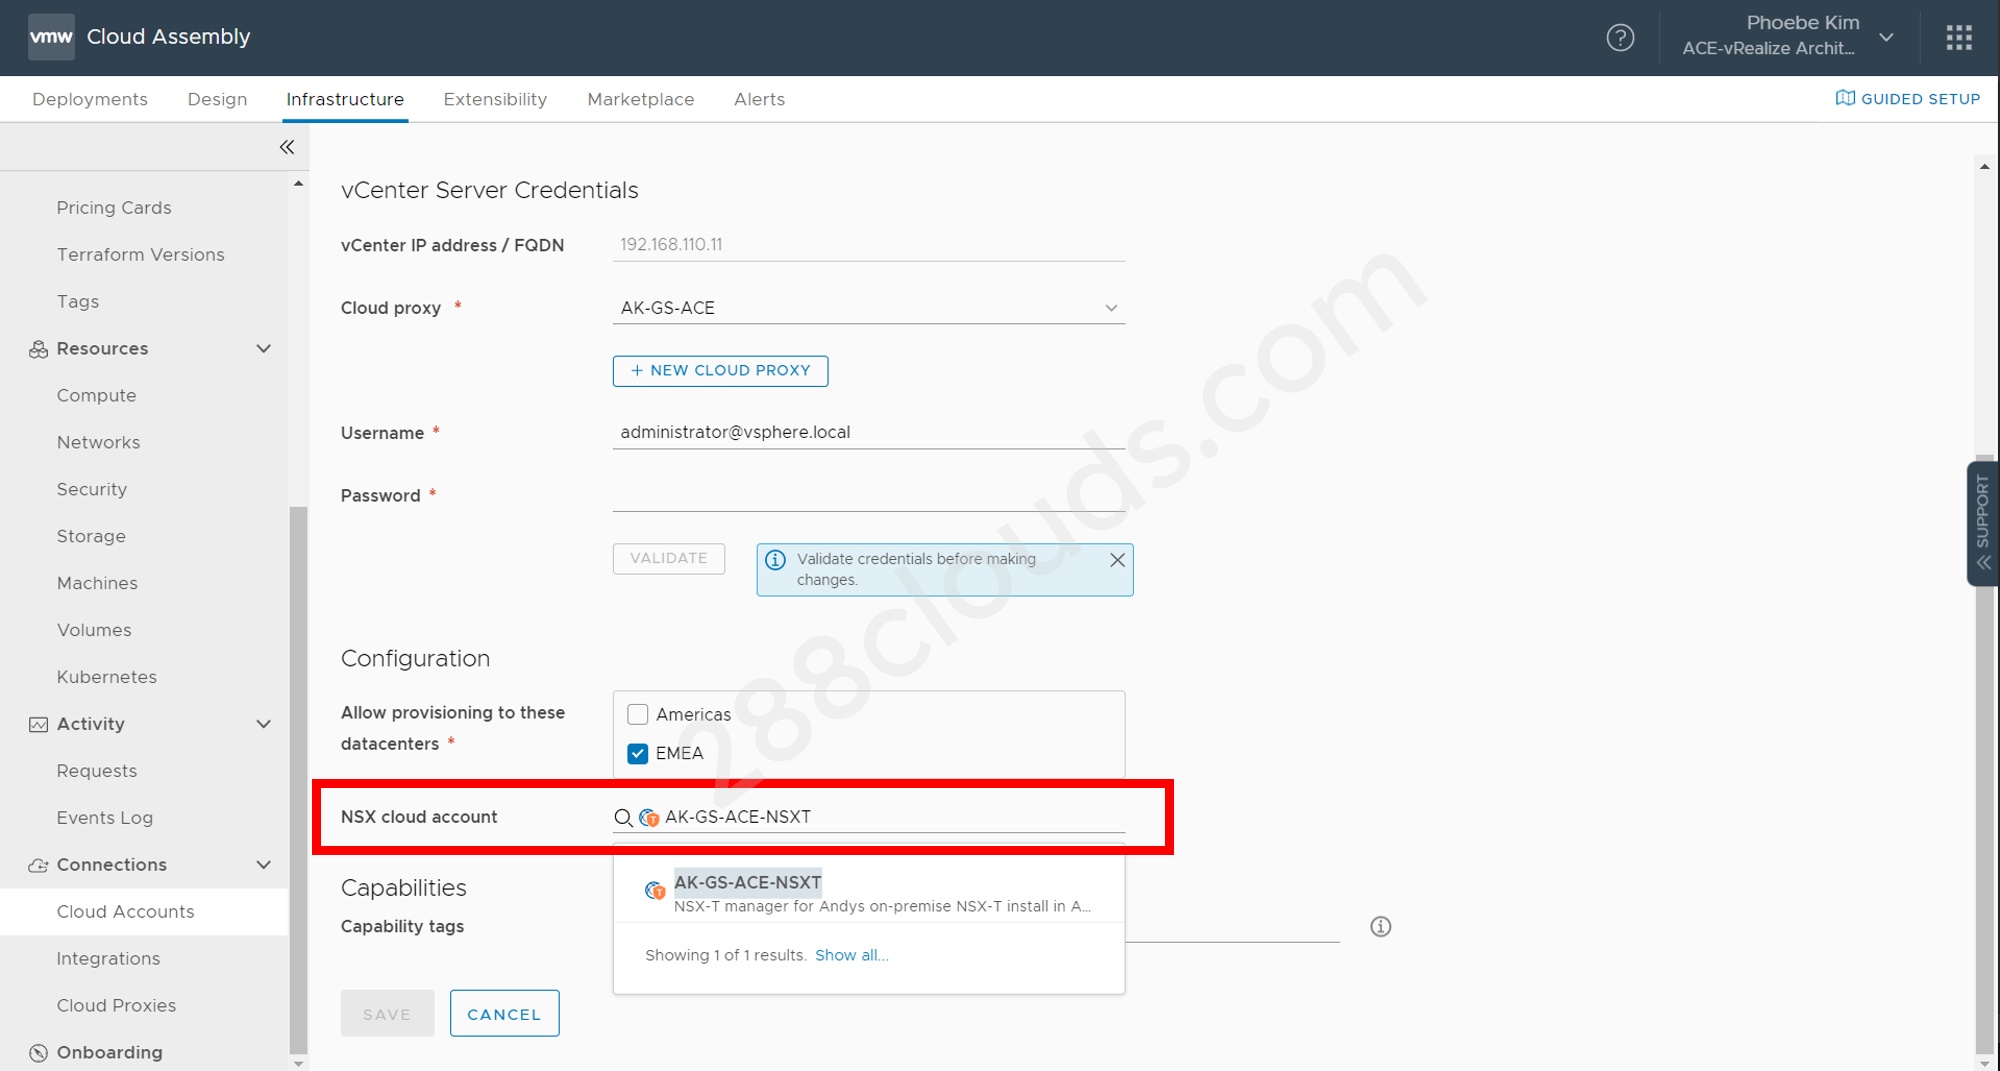 vmw Cloud Assembly
Phoebe Kim
ACE-vRealize Archit...
Deployments Design Infrastructure Extensibility Marketplace Alerts
GUIDED SETUP
Pricing Cards
Terraform Versions
Tags
Resources
Compute
Networks
Security
Storage
Machines
Volumes
Kubernetes
Activity
Requests
Events Log
Connections
Cloud Accounts
Integrations
Cloud Proxies
Onboarding
vCenter Server Credentials
vCenter IP address / FQDN 192.168.110.11
Cloud proxy * AK-GS-ACE
+ NEW CLOUD PROXY
Username * administrator@vsphere.local
Password *
VALIDATE
Validate credentials before making
changes.
Configuration
Allow provisioning to these
datacenters *
Americas
EMEA
NSX cloud account AK-GS-ACE-NSXT
AK-GS-ACE-NSXT
NSX-T manager for Andys on-premise NSX-T install in A...
Showing 1 of 1 results. Show all...
Capabilities
Capability tags
SAVE CANCEL
SUPPORT
288clouds.com